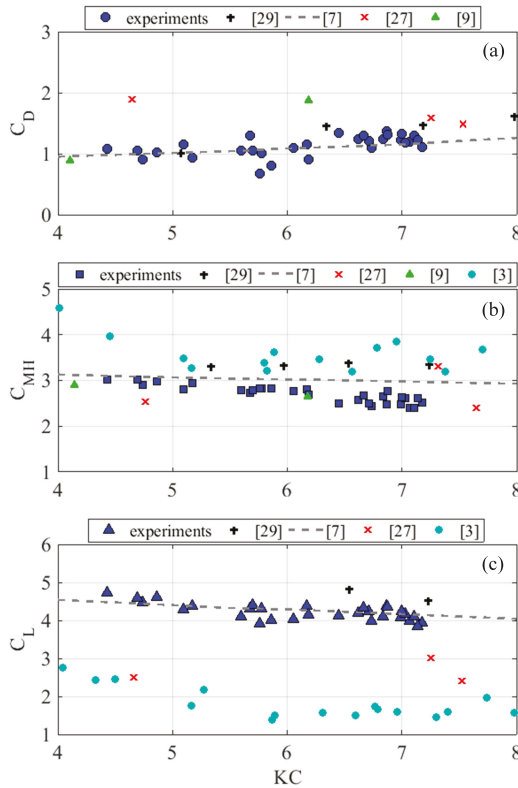 experiments [29] [7] [27] [9]
3
(a)
2
C_D
1
0
4 5 6 7 8
experiments [29] [7] [27] [9] [3]
5
(b)
4
C_MH
3
2
1
4 5 6 7 8
experiments [29] [7] [27] [3]
6
(c)
5
4
C_L
3
2
1
4 5 6 7 8
KC